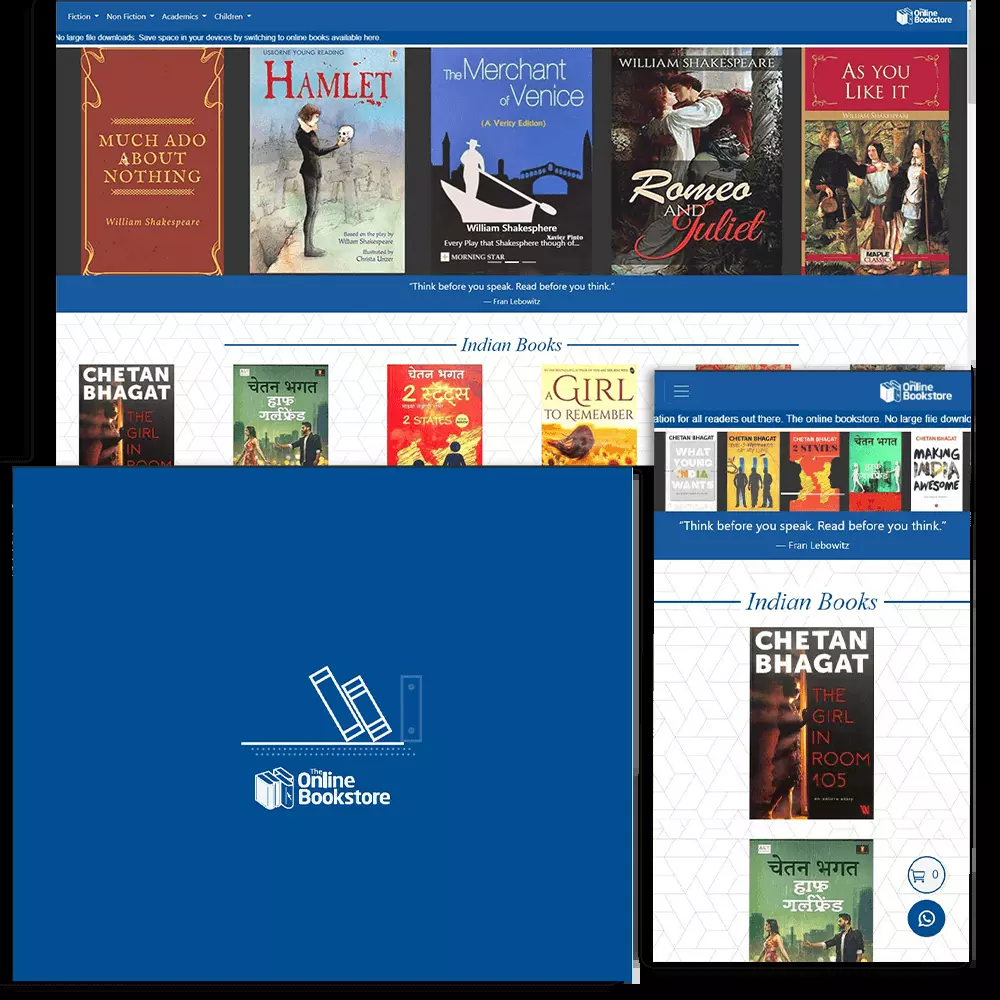 Fiction
Non Fiction
Academics
Children
The Online
Bookstore
No large file downloads. Save space in your devices by switching to online books available here.
MUCH ADO
ABOUT
NOTHING
William Shakespeare
USBORNE YOUNG READING
HAMLET
Based on the play by
William Shakespeare
Illustrated by
Christa Unzer
The Merchant
of Venice
(A Verity Edition)
William Shakesphere
Xavier Pinto
Every Play that Shakesphere though of...
MORNING STAR
WILLIAM SHAKESPEARE
Romeo
AND
Juliet
AS YOU
LIKE IT
WILLIAM SHAKESPEARE
MAPLE
CLASSICS
“Think before you speak. Read before you think.”
— Fran Lebowitz
Indian Books
CHETAN
BHAGAT
THE
GIRL
IN
ROOM
चेतन भगत
हाफ
गर्लफ्रेंड
चेतन भगत
2 स्टेट्स
2 STATES
A GIRL
TO REMEMBER
The Online
Bookstore
ation for all readers out there. The online bookstore. No large file downlo
CHETAN BHAGAT
WHAT
YOUNG
INDIA
WANTS
CHETAN BHAGAT
CHETAN BHAGAT
2 STATES
चेतन भगत
CHETAN BHAGAT
MAKING
INDIA
AWESOME
“Think before you speak. Read before you think.”
— Fran Lebowitz
Indian Books
CHETAN
BHAGAT
THE
GIRL
IN
ROOM
105
an unlove story
चेतन भगत
हाफ
गर्लफ्रेंड
0
The Online
Bookstore